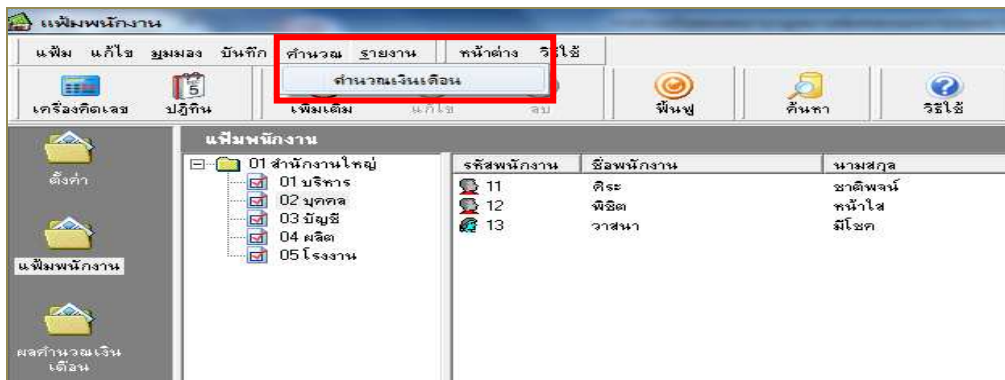 แฟ้มพนักงาน
แฟ้ม แก้ไข มุมมอง บันทึก คำนวณ รายงาน หน้าต่าง วิธีใช้
คำนวณเงินเดือน
เครื่องคิดเลข ปฏิทิน เพิ่มเติม แก้ไข ลบ ฟื้นฟู ค้นหา วิธีใช้
แฟ้มพนักงาน
ตั้งค่า
แฟ้มพนักงาน
ผลคำนวณเงิน
เดือน
01 สำนักงานใหญ่
01 บริหาร
02 บุคคล
03 บัญชี
04 ผลิต
05 โรงงาน
รหัสพนักงาน ชื่อพนักงาน นามสกุล
11 ศิระ ชาติพจน์
12 พิชิต หน้าใส
13 วาสนา มีโชค